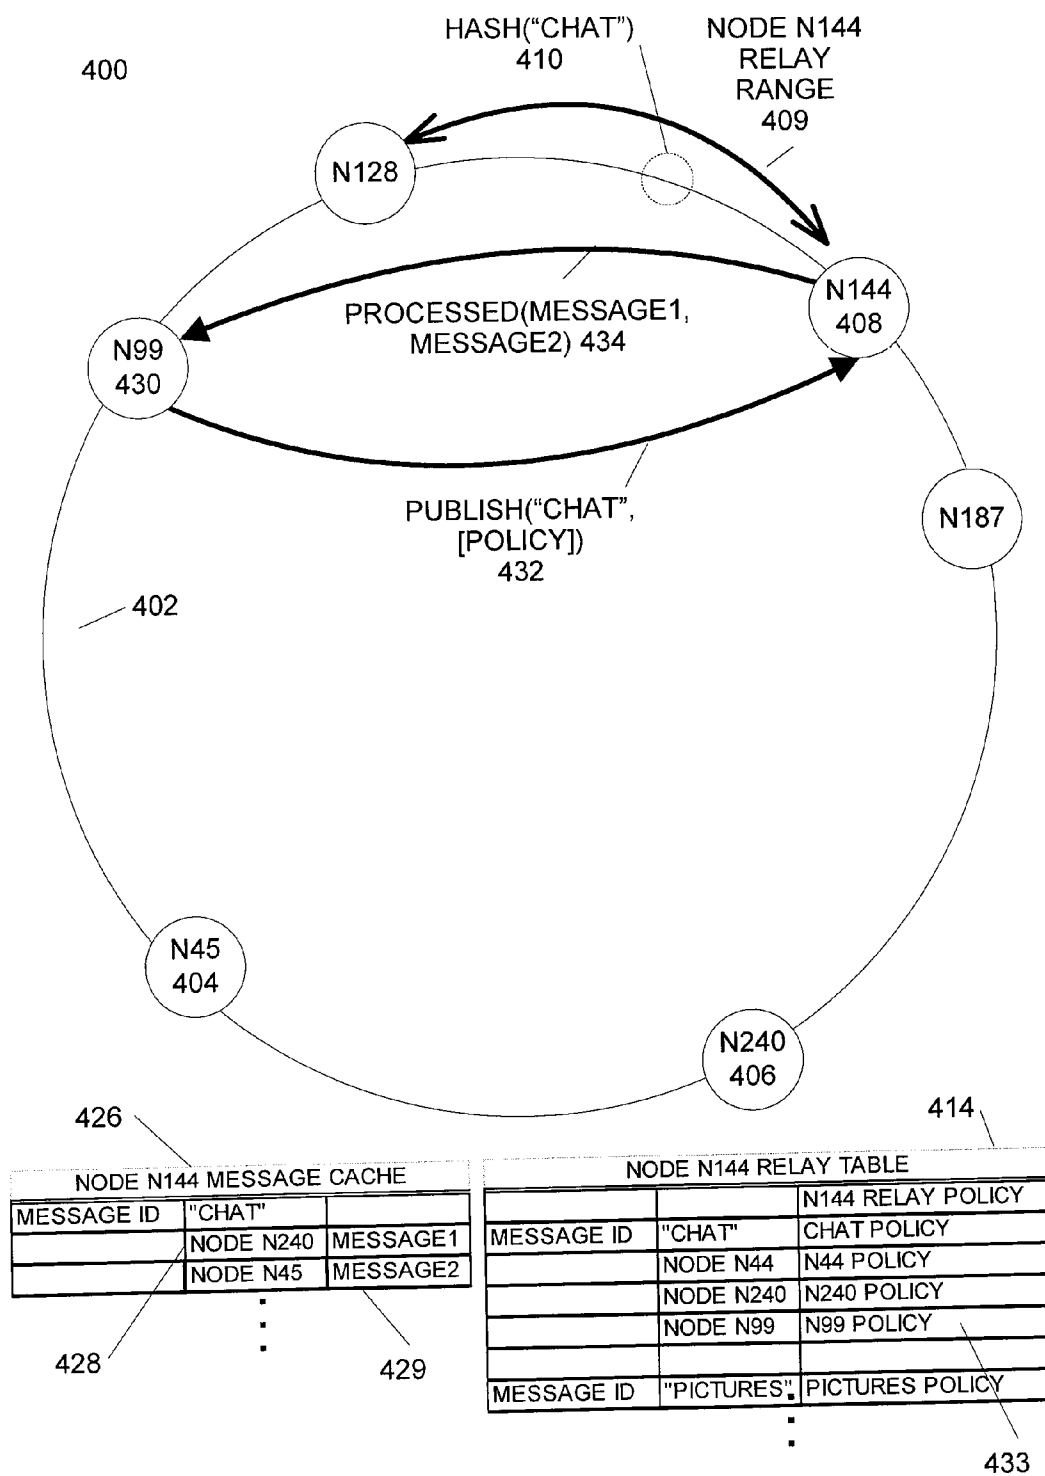 HASH("CHAT")
410
NODE N144
RELAY
RANGE
409
400
N128
N144
408
PROCESSED(MESSAGE1,
MESSAGE2) 434
N99
430
PUBLISH("CHAT",
[POLICY])
432
N187
402
N45
404
N240
406
426
414
NODE N144 MESSAGE CACHE
MESSAGE ID "CHAT"
NODE N240 MESSAGE1
NODE N45 MESSAGE2
428
429
NODE N144 RELAY TABLE
N144 RELAY POLICY
MESSAGE ID "CHAT" CHAT POLICY
NODE N44 N44 POLICY
NODE N240 N240 POLICY
NODE N99 N99 POLICY
MESSAGE ID "PICTURES" PICTURES POLICY
433